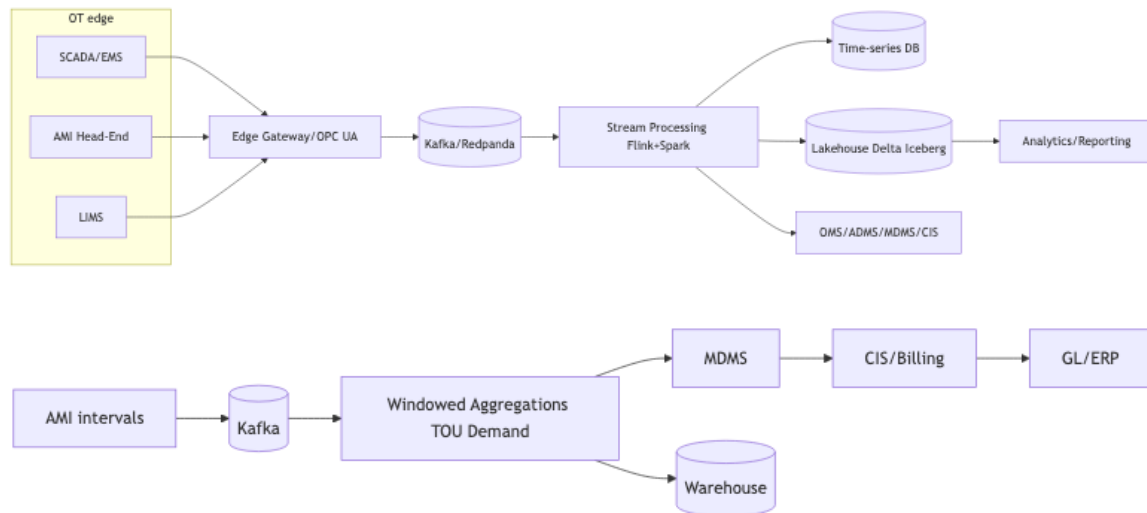 OT edge
SCADA/EMS
AMI Head-End
LIMS
Edge Gateway/OPC UA
Kafka/Redpanda
Stream Processing
Flink+Spark
Time-series DB
Lakehouse Delta Iceberg
Analytics/Reporting
OMS/ADMS/MDMS/CIS
AMI intervals
Kafka
Windowed Aggregations
TOU Demand
MDMS
CIS/Billing
GL/ERP
Warehouse